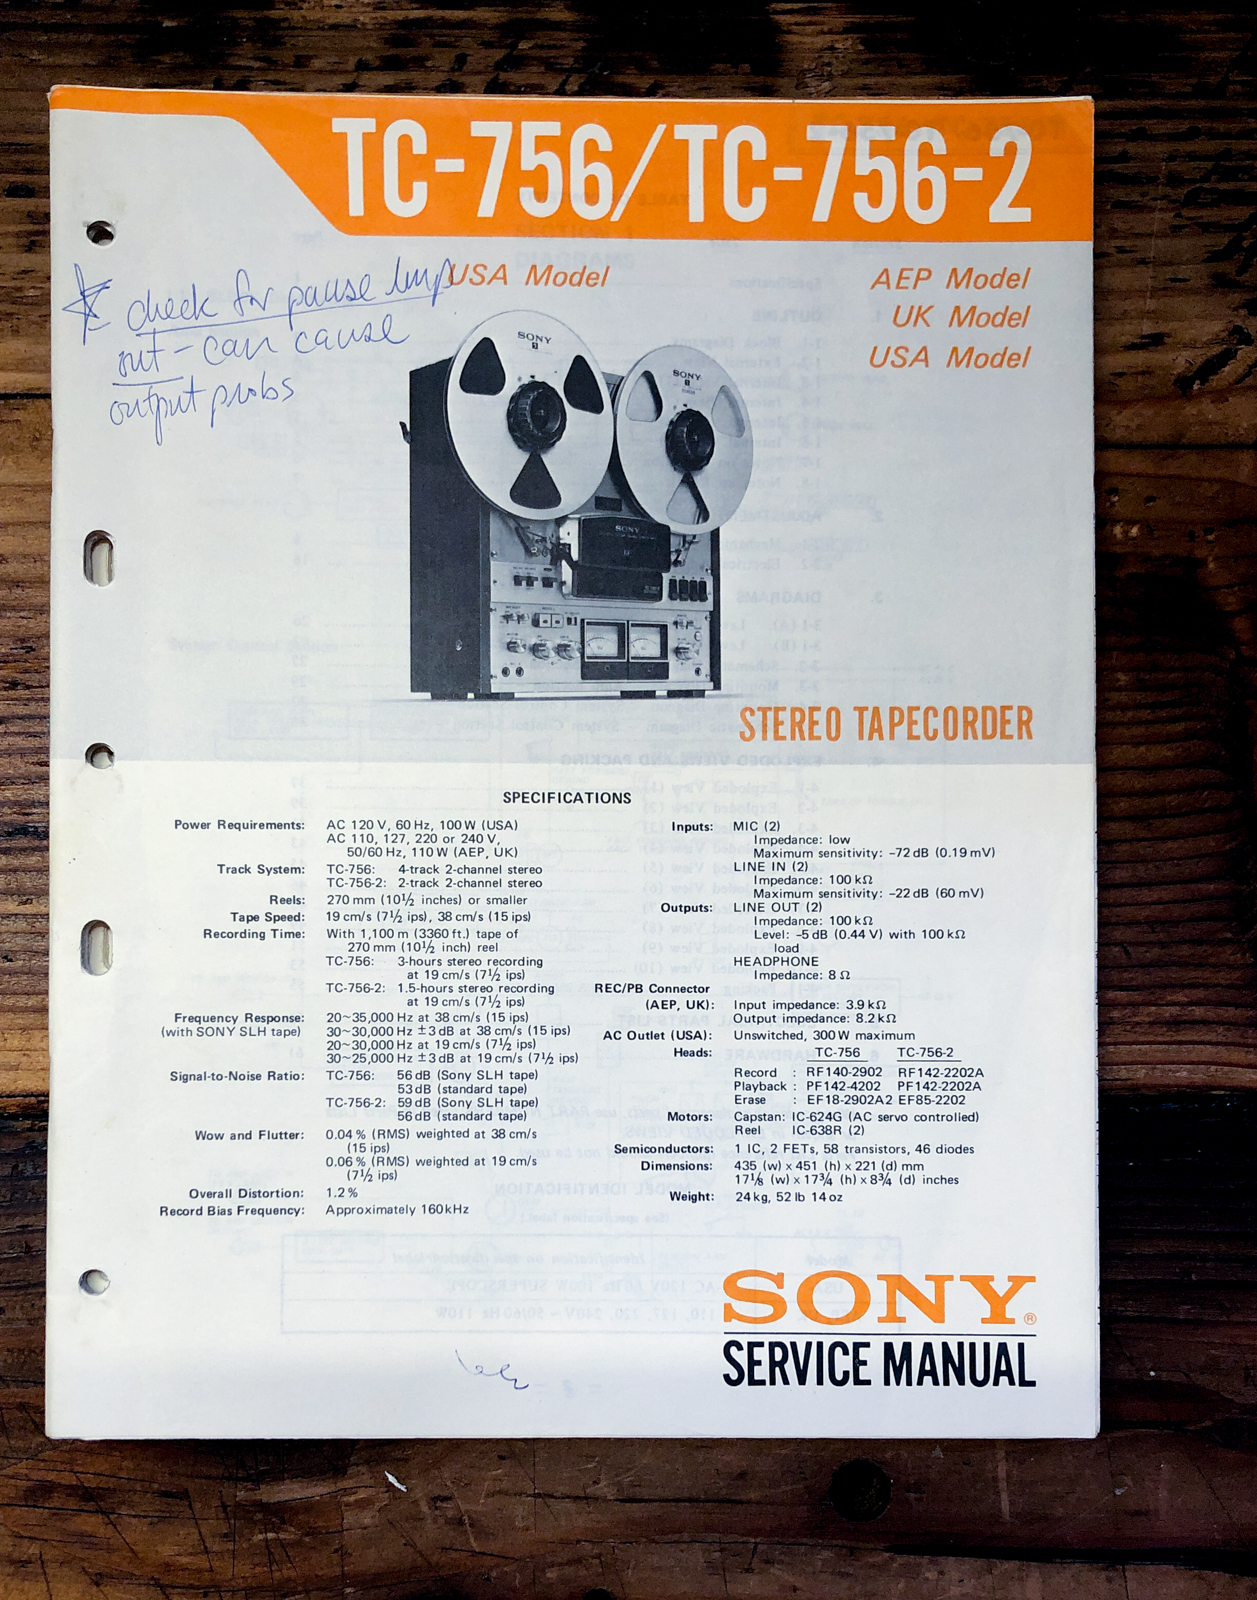 TC-756/TC-756-2
USA Model
AEP Model
UK Model
USA Model
check for pause lmp
out - can cause
output probs
SONY
SONY
SONY
STEREO TAPECORDER
SPECIFICATIONS
Power Requirements: AC 120 V, 60 Hz, 100 W (USA)
AC 110, 127, 220 or 240 V,
50/60 Hz, 110 W (AEP, UK)
Track System: TC-756: 4-track 2-channel stereo
TC-756-2: 2-track 2-channel stereo
Reels: 270 mm (10½ inches) or smaller
Tape Speed: 19 cm/s (7½ ips), 38 cm/s (15 ips)
Recording Time: With 1,100 m (3360 ft.) tape of
270 mm (10½ inch) reel
TC-756: 3-hours stereo recording
at 19 cm/s (7½ ips)
TC-756-2: 1.5-hours stereo recording
at 19 cm/s (7½ ips)
Frequency Response: 20~35,000 Hz at 38 cm/s (15 ips)
(with SONY SLH tape) 30~30,000 Hz ±3 dB at 38 cm/s (15 ips)
20~30,000 Hz at 19 cm/s (7½ ips)
30~25,000 Hz ±3 dB at 19 cm/s (7½ ips)
Signal-to-Noise Ratio: TC-756: 56 dB (Sony SLH tape)
53 dB (standard tape)
TC-756-2: 59 dB (Sony SLH tape)
56 dB (standard tape)
Wow and Flutter: 0.04 % (RMS) weighted at 38 cm/s
(15 ips)
0.06 % (RMS) weighted at 19 cm/s
(7½ ips)
Overall Distortion: 1.2 %
Record Bias Frequency: Approximately 160 kHz
Inputs: MIC (2)
Impedance: low
Maximum sensitivity: -72 dB (0.19 mV)
LINE IN (2)
Impedance: 100 kΩ
Maximum sensitivity: -22 dB (60 mV)
Outputs: LINE OUT (2)
Impedance: 100 kΩ
Level: -5 dB (0.44 V) with 100 kΩ
load
HEADPHONE
Impedance: 8 Ω
REC/PB Connector
(AEP, UK): Input impedance: 3.9 kΩ
Output impedance: 8.2 kΩ
AC Outlet (USA): Unswitched, 300 W maximum
Heads: TC-756 TC-756-2
Record : RF140-2902 RF142-2202A
Playback : PF142-4202 PF142-2202A
Erase : EF18-2902A2 EF85-2202
Motors: Capstan: IC-624G (AC servo controlled)
Reel IC-638R (2)
Semiconductors: 1 IC, 2 FETs, 58 transistors, 46 diodes
Dimensions: 435 (w) x 451 (h) x 221 (d) mm
17⅛ (w) x 17¾ (h) x 8¾ (d) inches
Weight: 24 kg, 52 lb 14 oz
SONY®
SERVICE MANUAL